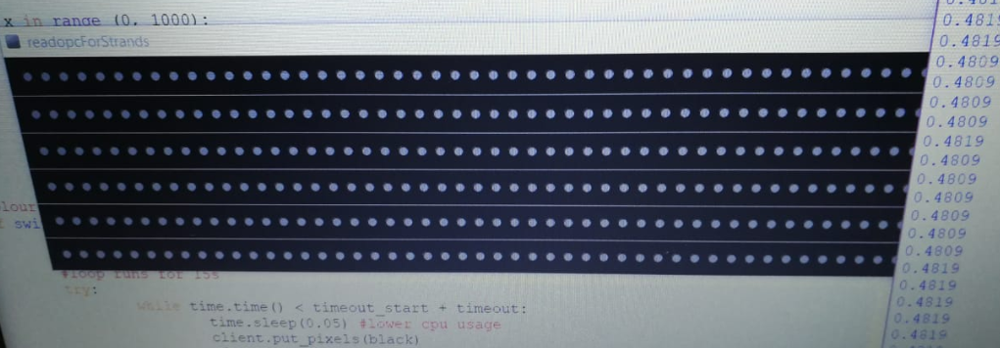 x in range (0, 1000):
readopcForStrands
lour
swi
#loop runs for 15s
try:
while time.time() < timeout_start + timeout:
time.sleep(0.05) #lower cpu usage
client.put_pixels(black)
0.4819
0.4819
0.4809
0.4809
0.4809
0.4809
0.4819
0.4809
0.4809
0.4809
0.4809
0.4809
0.4809
0.4819
0.4819
0.4819
0.4819
0.4819